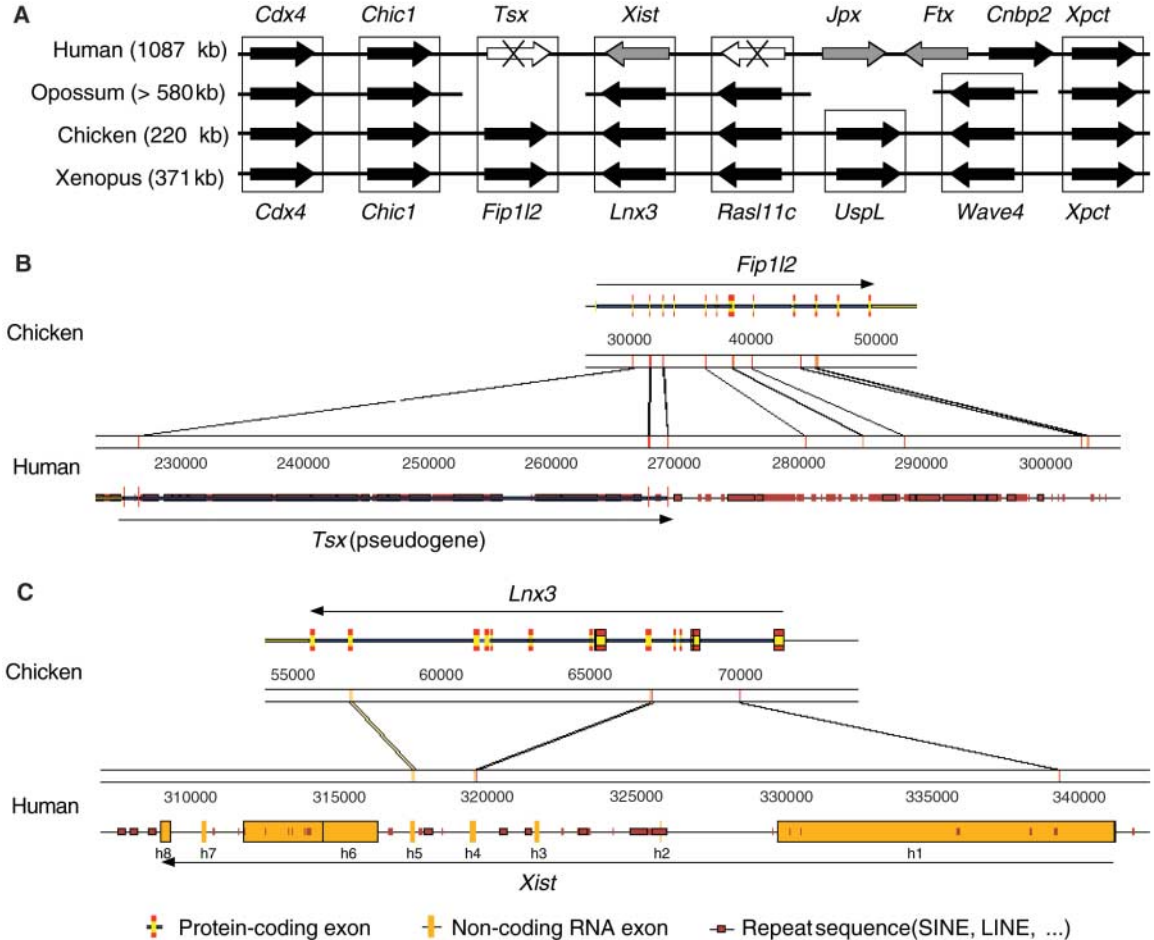 A
Cdx4 Chic1 Tsx Xist Jpx Ftx Cnbp2 Xpct
Human (1087 kb)
Opossum (> 580 kb)
Chicken (220 kb)
Xenopus (371 kb)
Cdx4 Chic1 Fip1l2 Lnx3 Rasl11c UspL Wave4 Xpct
B
Fip1l2
Chicken
30000 40000 50000
Human
230000 240000 250000 260000 270000 280000 290000 300000
Tsx (pseudogene)
C
Lnx3
Chicken
55000 60000 65000 70000
Human
310000 315000 320000 325000 330000 335000 340000
h8 h7 h6 h5 h4 h3 h2 h1
Xist
Protein-coding exon Non-coding RNA exon Repeat sequence(SINE, LINE, ...)